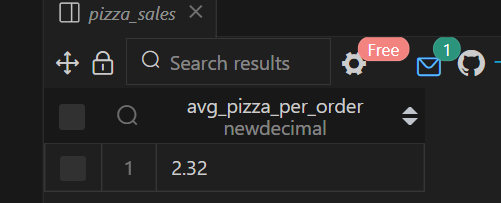 pizza_sales
Search results
Free
1
avg_pizza_per_order
newdecimal
1
2.32